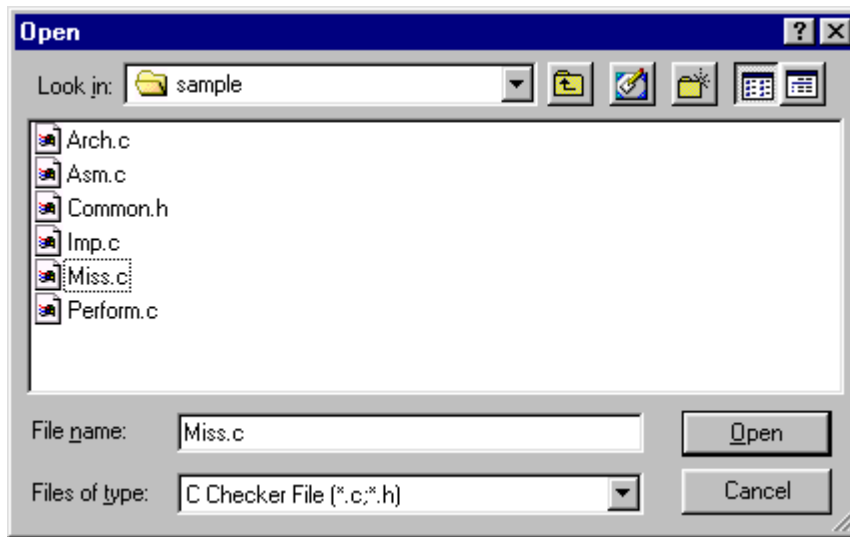 Open
Look in: sample
Arch.c
Asm.c
Common.h
Imp.c
Miss.c
Perform.c
File name: Miss.c Open
Files of type: C Checker File (*.c;*.h) Cancel